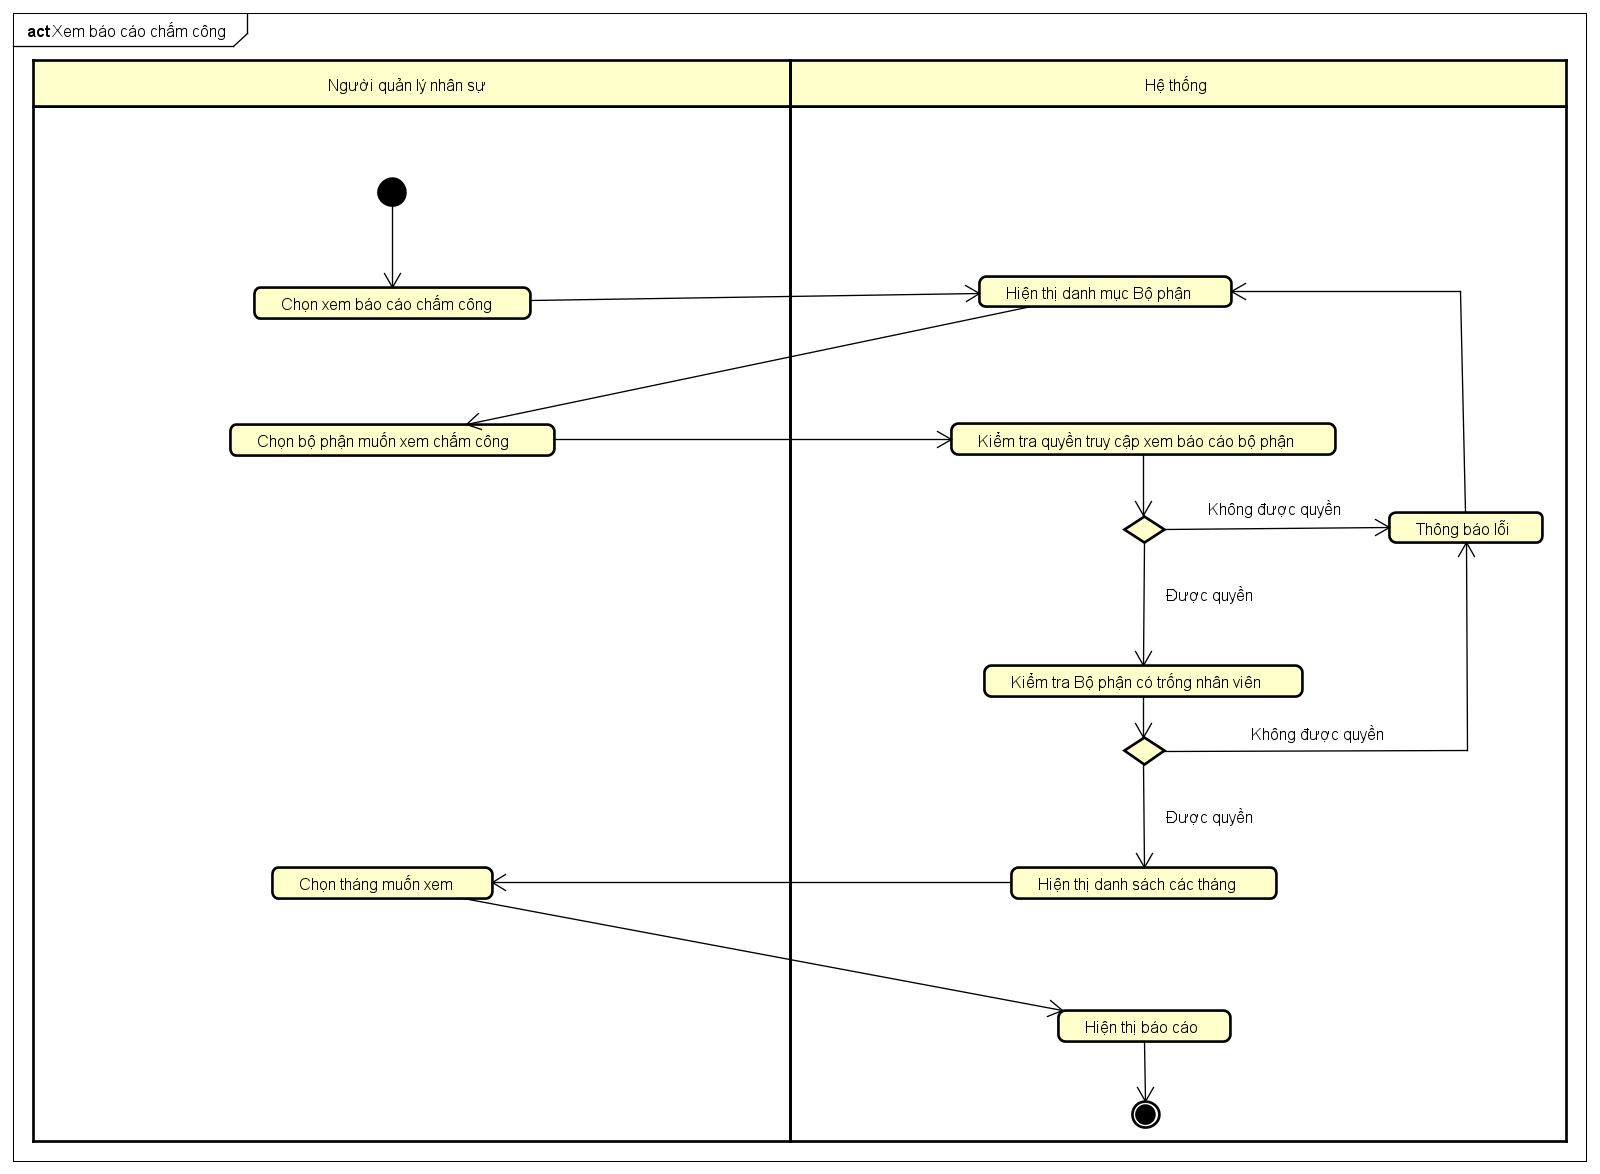 act Xem báo cáo chấm công
Người quản lý nhân sự
Hệ thống
Chọn xem báo cáo chấm công
Hiện thị danh mục Bộ phận
Chọn bộ phận muốn xem chấm công
Kiểm tra quyền truy cập xem báo cáo bộ phận
Không được quyền
Thông báo lỗi
Được quyền
Kiểm tra Bộ phận có trống nhân viên
Không được quyền
Được quyền
Chọn tháng muốn xem
Hiện thị danh sách các tháng
Hiện thị báo cáo